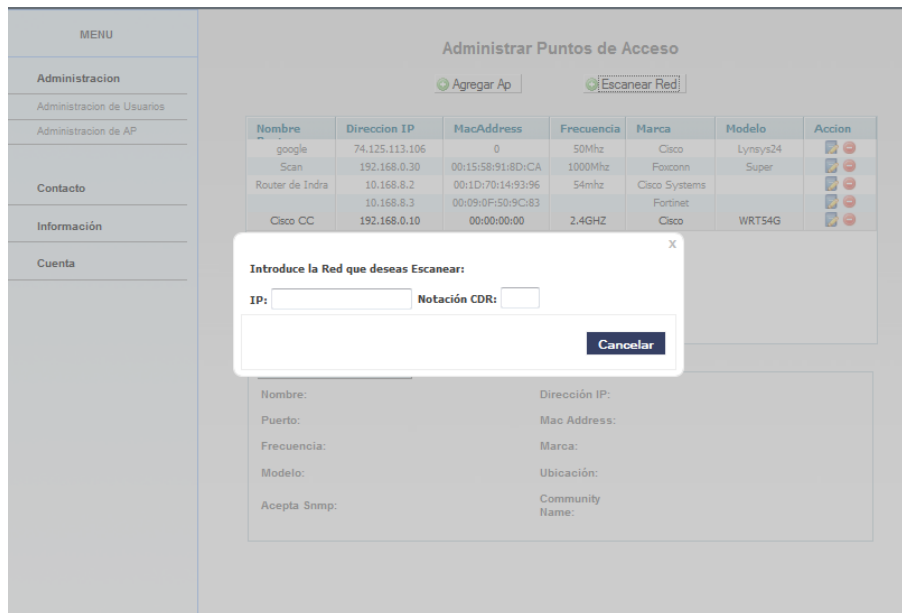 MENU
Administracion
Administracion de Usuarios
Administracion de AP
Contacto
Información
Cuenta
Administrar Puntos de Acceso
Agregar Ap Escanear Red
Nombre Direccion IP MacAddress Frecuencia Marca Modelo Accion
google 74.125.113.106 0 50Mhz Cisco Lynsys24
Scan 192.168.0.30 00:15:58:91:8D:CA 1000Mhz Foxconn Super
Router de Indra 10.168.8.2 00:1D:70:14:93:96 54mhz Cisco Systems
10.168.8.3 00:09:0F:50:9C:83 Fortinet
Cisco CC 192.168.0.10 00:00:00:00 2.4GHZ Cisco WRT54G
X
Introduce la Red que deseas Escanear:
IP: Notación CDR:
Cancelar
Nombre: Dirección IP:
Puerto: Mac Address:
Frecuencia: Marca:
Modelo: Ubicación:
Acepta Snmp: Community Name: